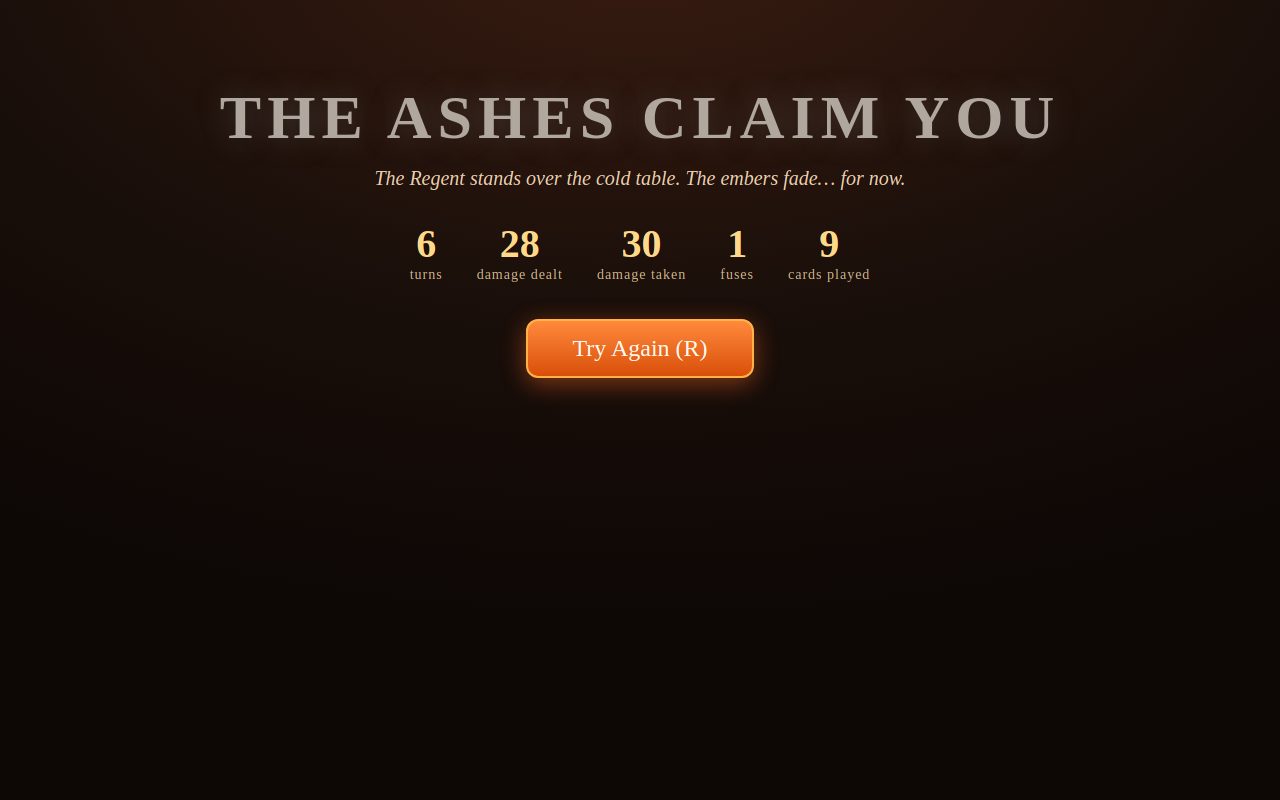 THE ASHES CLAIM YOU
The Regent stands over the cold table. The embers fade… for now.
6 28 30 1 9
turns damage dealt damage taken fuses cards played
Try Again (R)